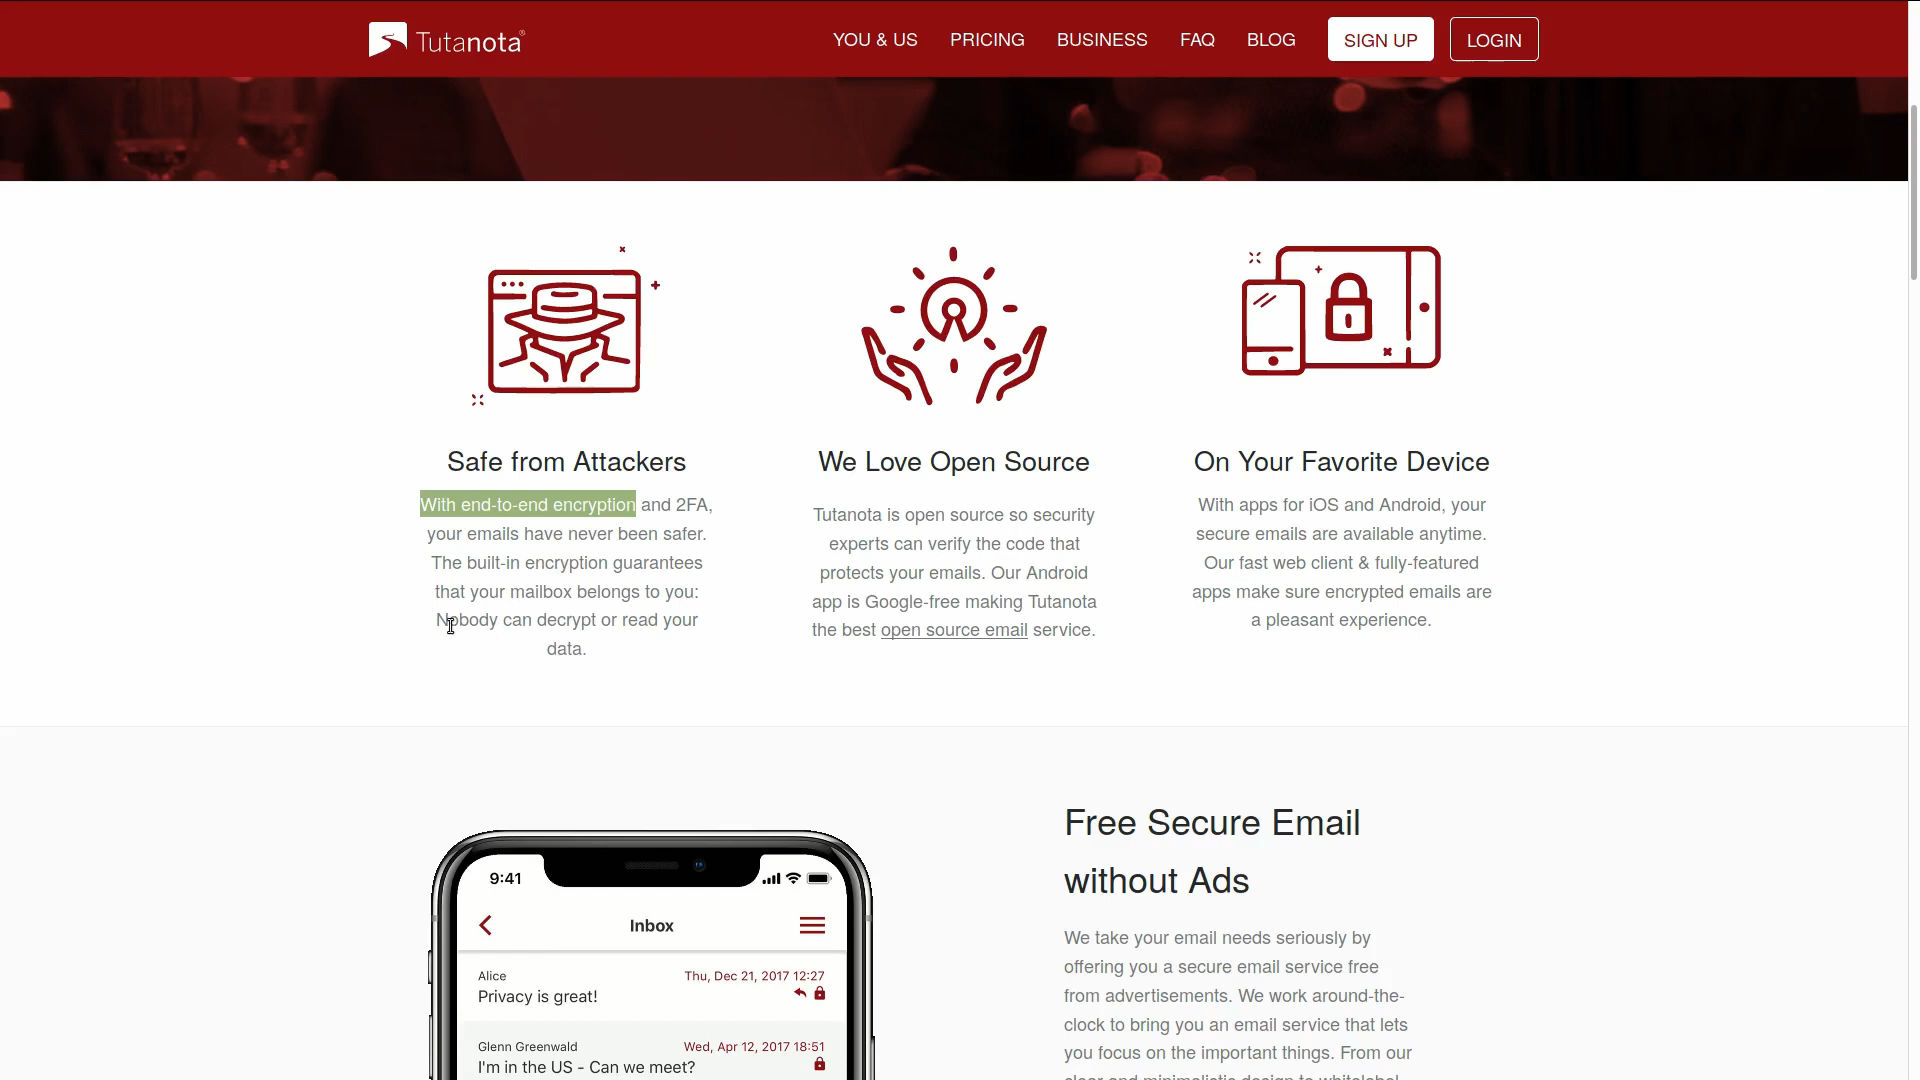 Tutanota®
YOU & US
PRICING
BUSINESS
FAQ
BLOG
SIGN UP
LOGIN
Safe from Attackers
With end-to-end encryption and 2FA,
your emails have never been safer.
The built-in encryption guarantees
that your mailbox belongs to you:
Nobody can decrypt or read your
data.
We Love Open Source
Tutanota is open source so security
experts can verify the code that
protects your emails. Our Android
app is Google-free making Tutanota
the best open source email service.
On Your Favorite Device
With apps for iOS and Android, your
secure emails are available anytime.
Our fast web client & fully-featured
apps make sure encrypted emails are
a pleasant experience.
9:41
Inbox
Alice
Thu, Dec 21, 2017 12:27
Privacy is great!
Glenn Greenwald
Wed, Apr 12, 2017 18:51
I'm in the US - Can we meet?
Free Secure Email
without Ads
We take your email needs seriously by
offering you a secure email service free
from advertisements. We work around-the-
clock to bring you an email service that lets
you focus on the important things. From our
clear and minimalistic design to whitelabel